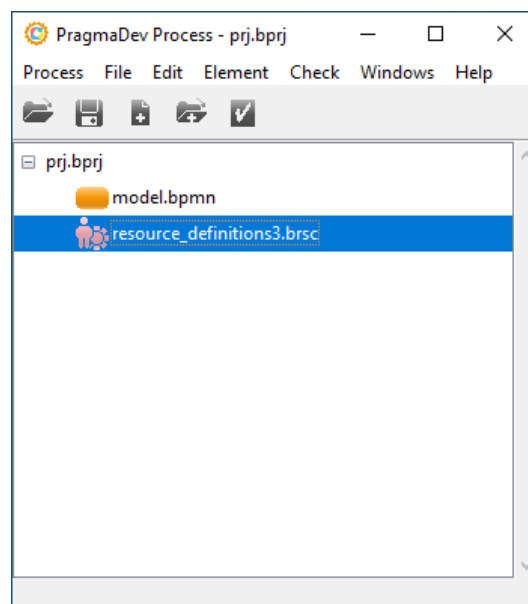 PragmaDev Process - prj.bprj
Process File Edit Element Check Windows Help
prj.bprj
model.bpmn
resource_definitions3.brsc